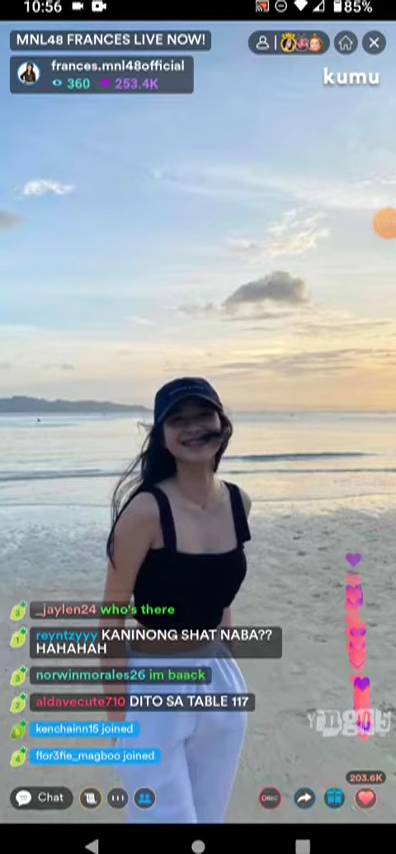 10:56
85%
MNL48 FRANCES LIVE NOW!
frances.mnl48official
360 253.4K
kumu
_jaylen24 who's there
reyntzyyy KANINONG SHAT NABA??
HAHAHAH
norwinmorales26 im baack
aldavecute710 DITO SA TABLE 117
kenchainn15 joined
flor3fie_magboo joined
203.6K
Chat